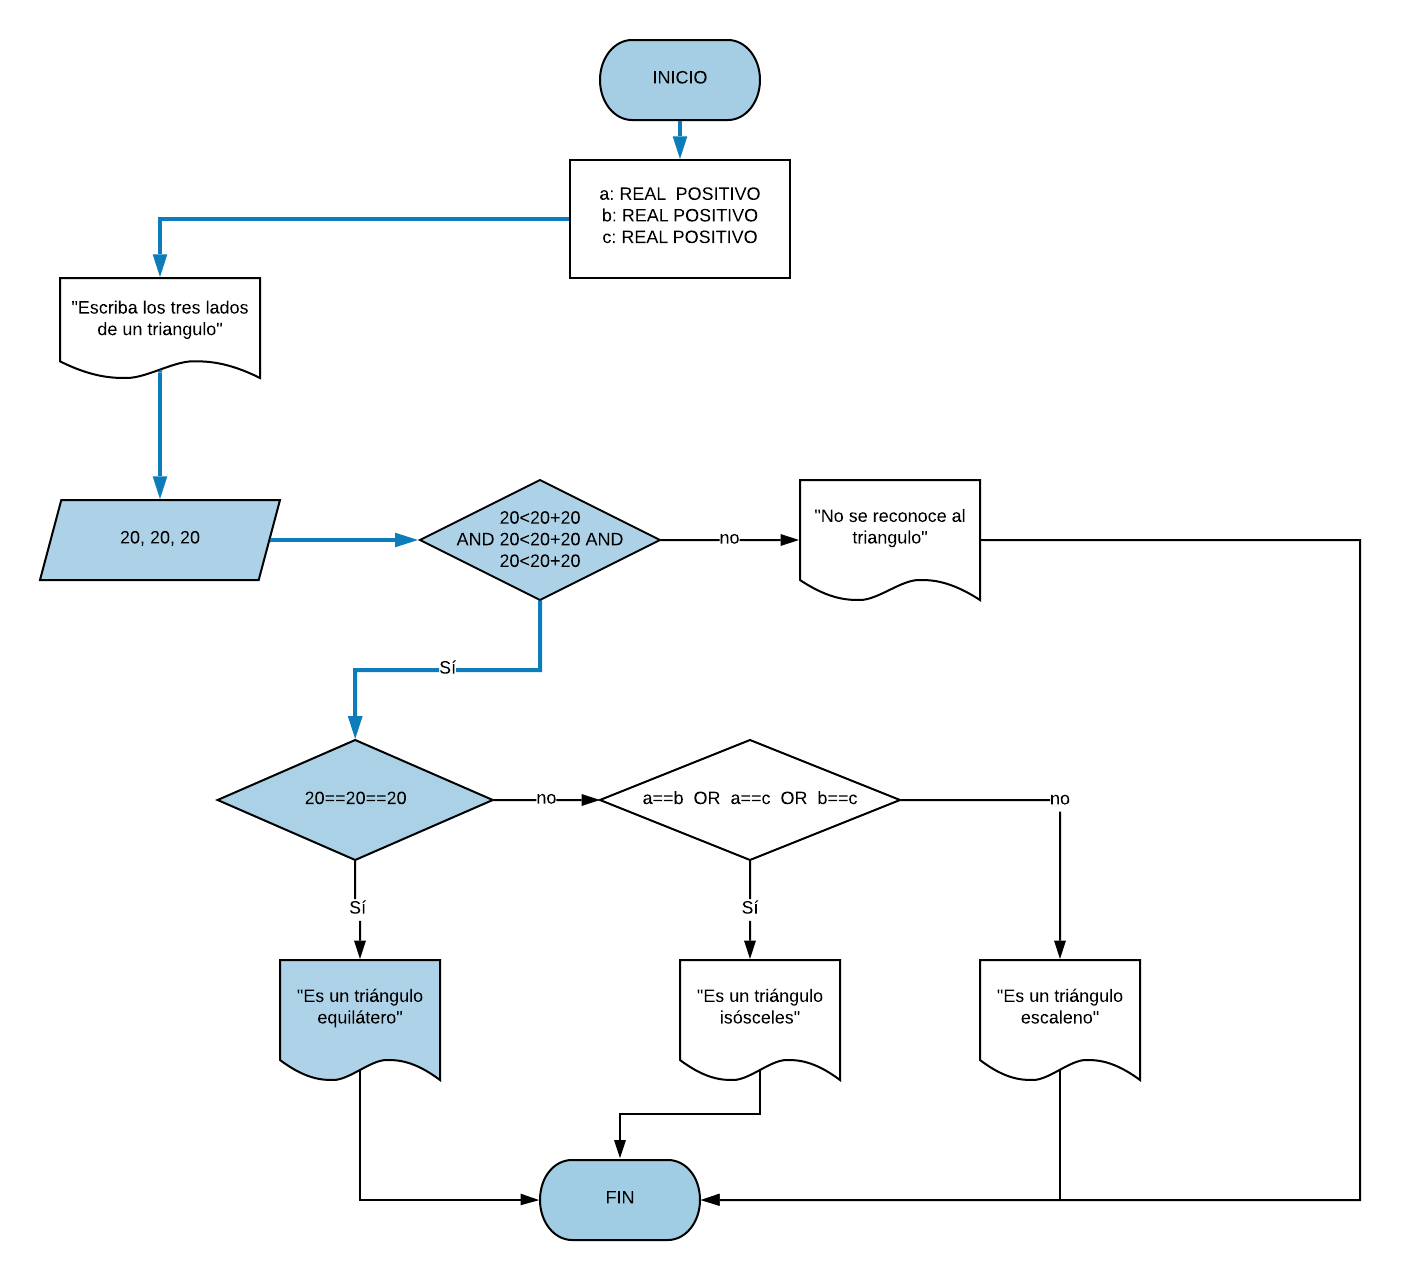 INICIO
a: REAL  POSITIVO
b: REAL POSITIVO
c: REAL POSITIVO
"Escriba los tres lados
de un triangulo"
20, 20, 20
20<20+20
AND 20<20+20 AND
20<20+20
no
"No se reconoce al
triangulo"
Sí
20==20==20
no
a==b  OR  a==c  OR  b==c
no
Sí
Sí
"Es un triángulo
equilátero"
"Es un triángulo
isósceles"
"Es un triángulo
escaleno"
FIN